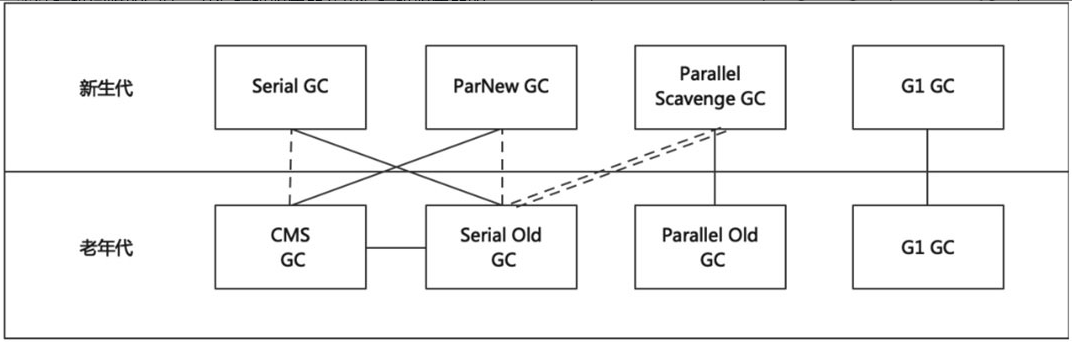 新生代
Serial GC
ParNew GC
Parallel
Scavenge GC
G1 GC
老年代
CMS
GC
Serial Old
GC
Parallel Old
GC
G1 GC